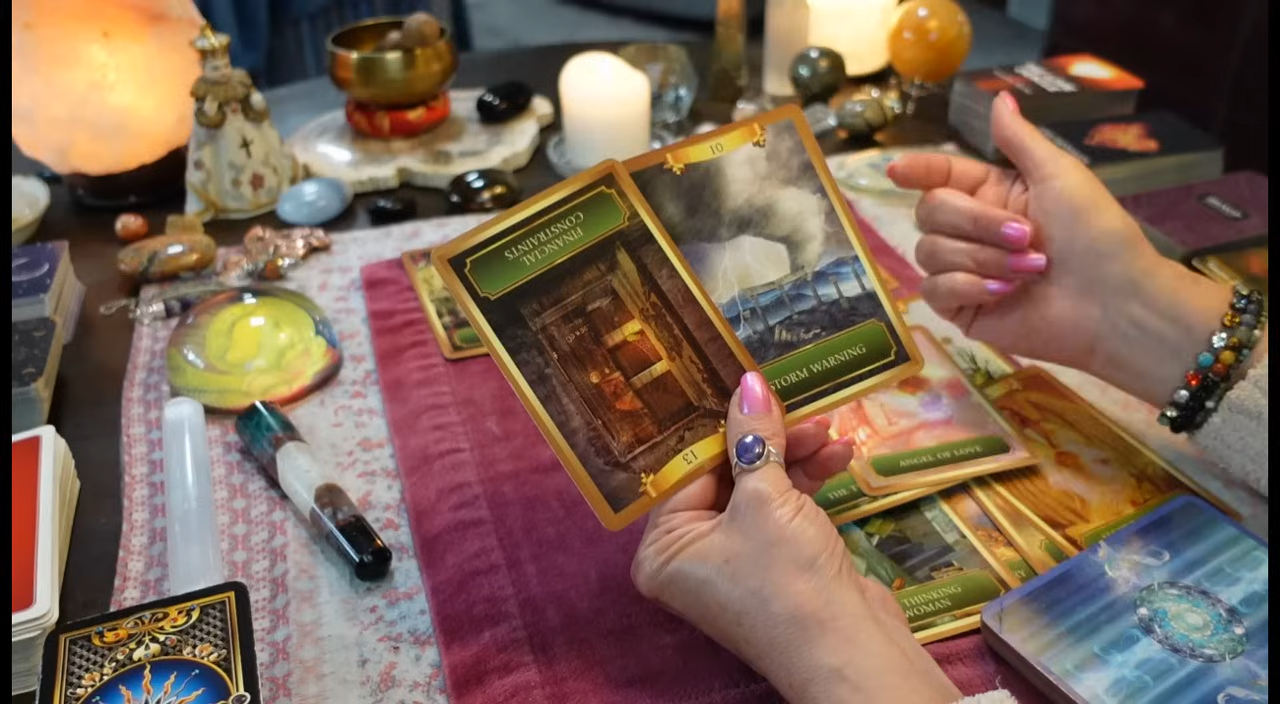 10
FINANCIAL
CONSTRAINTS
STORM WARNING
13
ANGEL OF LOVE
THINKING
WOMAN